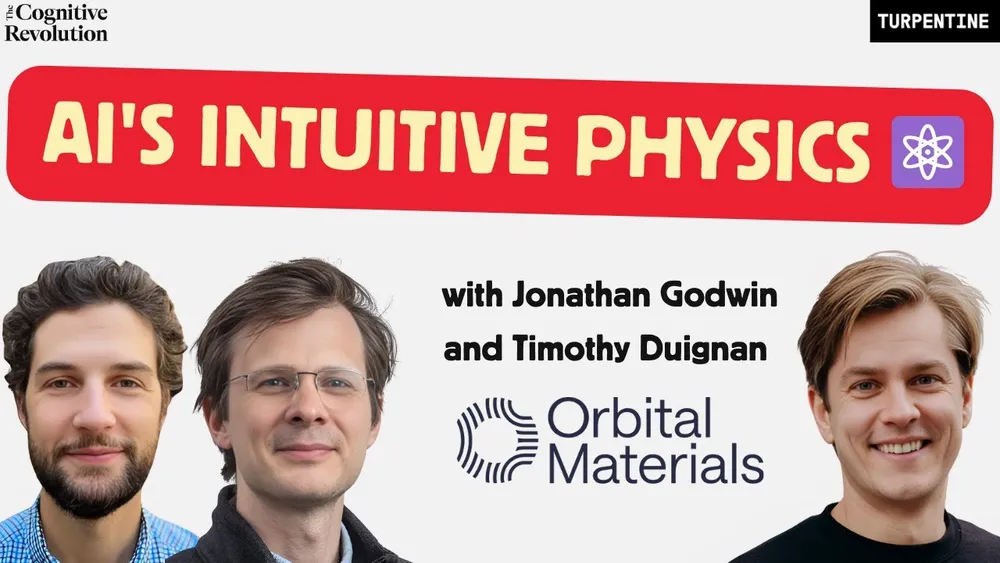 The Cognitive
Revolution
TURPENTINE
AI'S INTUITIVE PHYSICS
with Jonathan Godwin
and Timothy Duignan
Orbital
Materials